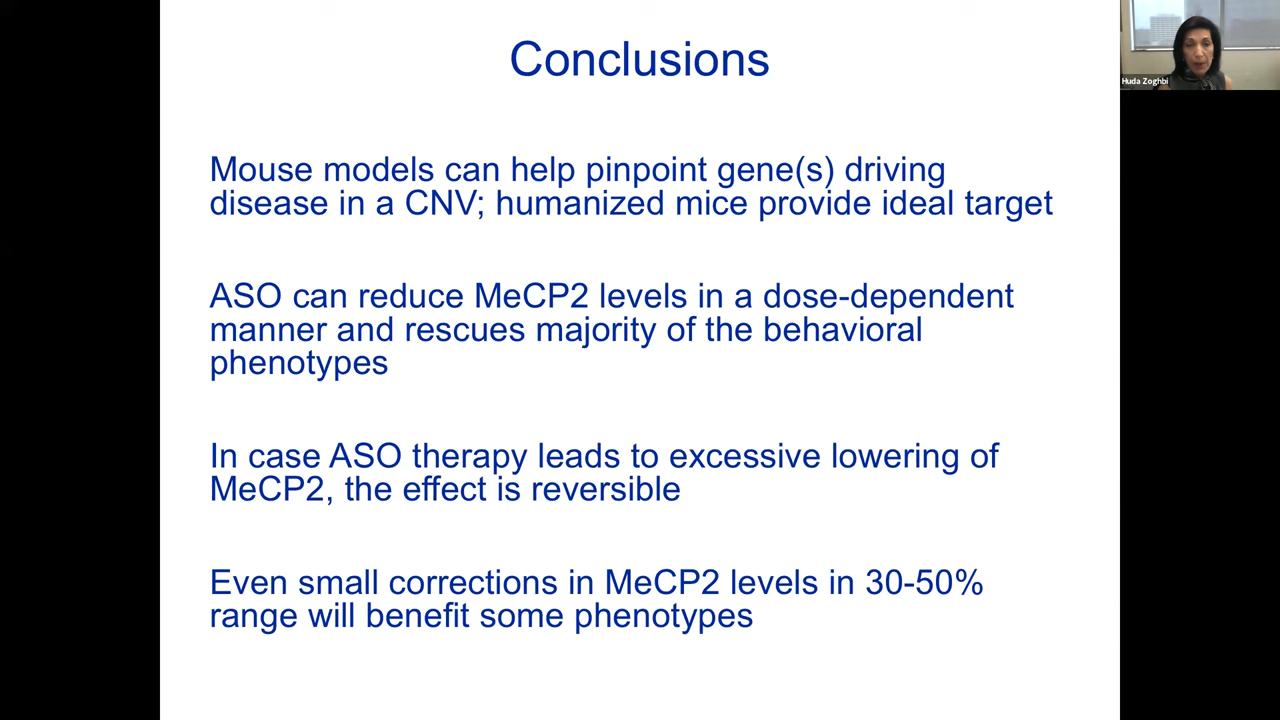 Conclusions
Huda Zoghbi
Mouse models can help pinpoint gene(s) driving
disease in a CNV; humanized mice provide ideal target
ASO can reduce MeCP2 levels in a dose-dependent
manner and rescues majority of the behavioral
phenotypes
In case ASO therapy leads to excessive lowering of
MeCP2, the effect is reversible
Even small corrections in MeCP2 levels in 30-50%
range will benefit some phenotypes